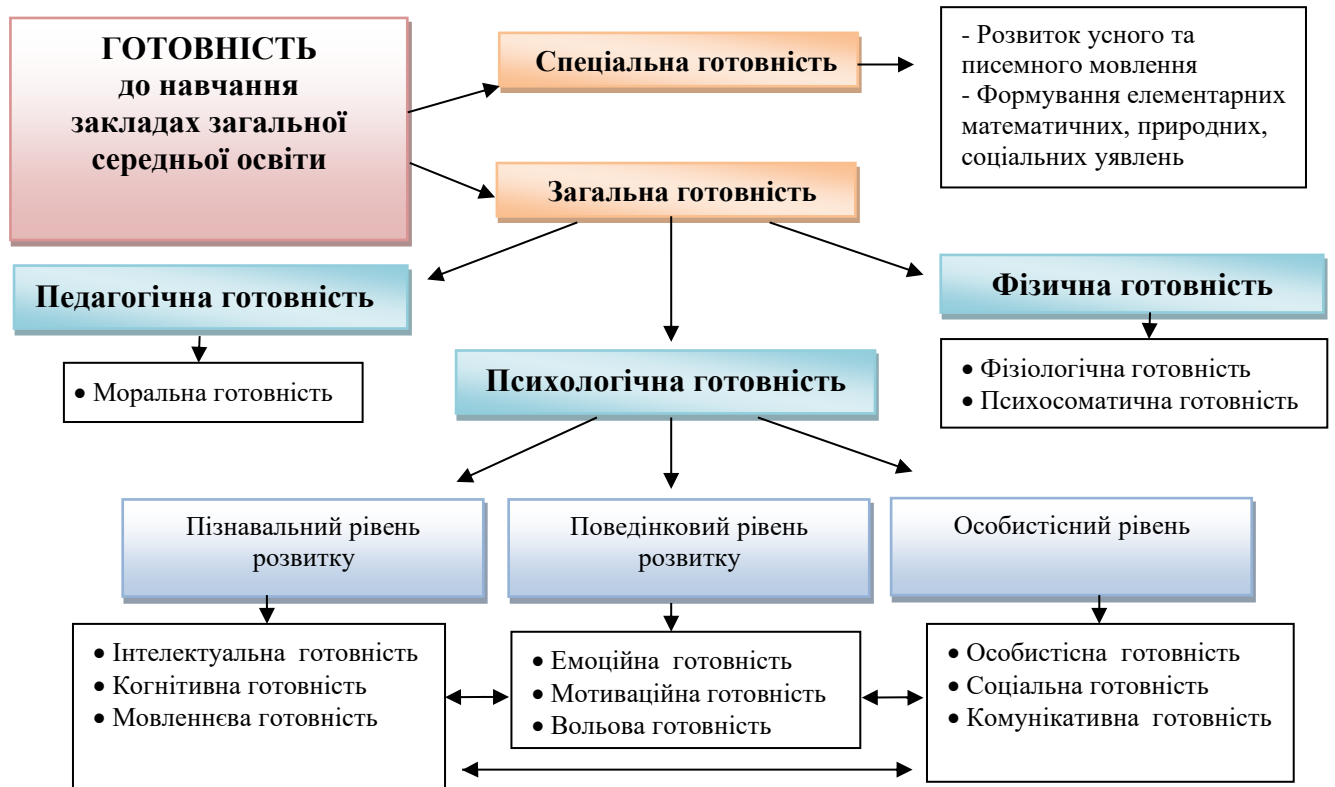 ГОТОВНІСТЬ
до навчання
закладах загальної
середньої освіти
Спеціальна готовність
- Розвиток усного та
писемного мовлення
- Формування елементарних
математичних, природних,
соціальних уявлень
Загальна готовність
Педагогічна готовність
Фізична готовність
• Моральна готовність
Психологічна готовність
• Фізіологічна готовність
• Психосоматична готовність
Пізнавальний рівень
розвитку
Поведінковий рівень
розвитку
Особистісний рівень
• Інтелектуальна готовність
• Когнітивна готовність
• Мовленнєва готовність
• Емоційна готовність
• Мотиваційна готовність
• Вольова готовність
• Особистісна готовність
• Соціальна готовність
• Комунікативна готовність